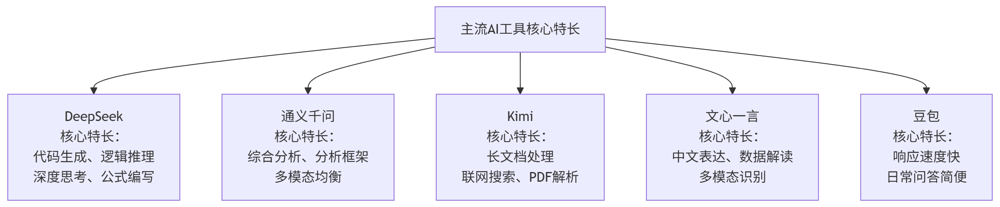 主流AI工具核心特长
DeepSeek
核心特长：
代码生成、逻辑推理
深度思考、公式编写
通义千问
核心特长：
综合分析、分析框架
多模态均衡
Kimi
核心特长：
长文档处理
联网搜索、PDF解析
文心一言
核心特长：
中文表达、数据解读
多模态识别
豆包
核心特长：
响应速度快
日常问答简便